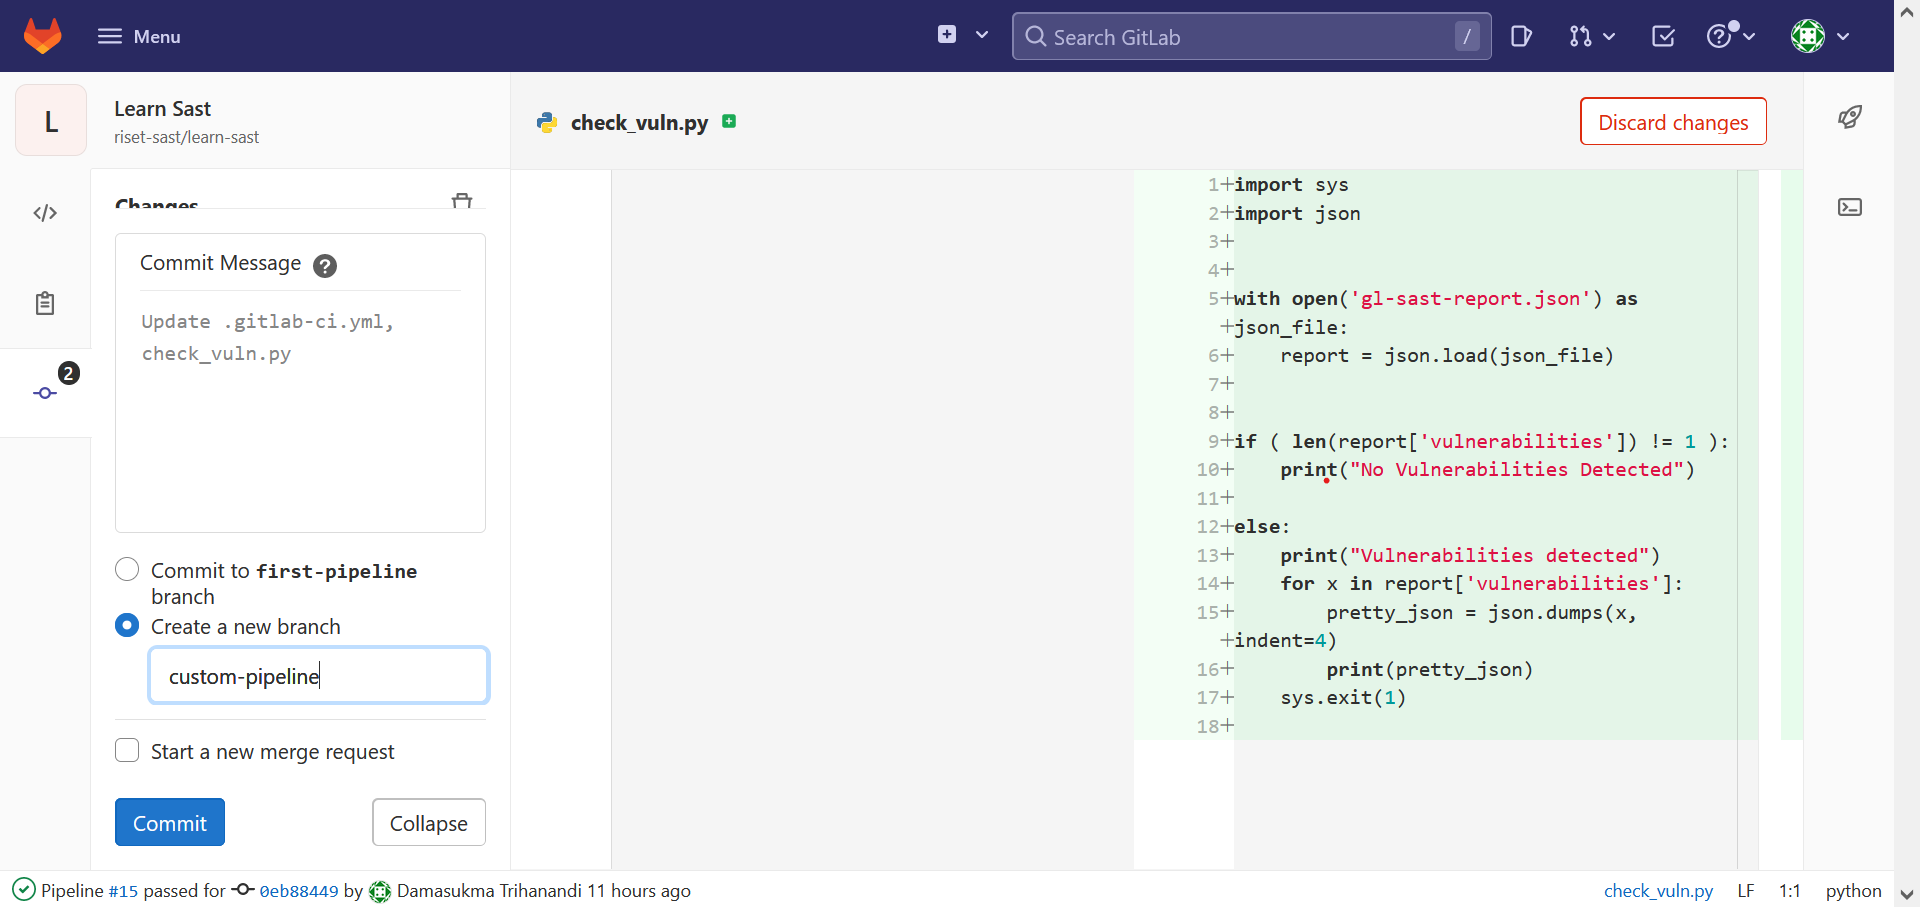 Menu
Search GitLab
/
L
Learn Sast
riset-sast/learn-sast
check_vuln.py
Discard changes
Changes
Commit Message ?
Update .gitlab-ci.yml,
check_vuln.py
2
Commit to first-pipeline
branch
Create a new branch
custom-pipeline
Start a new merge request
Commit
Collapse
1+import sys
2+import json
3+
4+
5+with open('gl-sast-report.json') as
+json_file:
6+    report = json.load(json_file)
7+
8+
9+if ( len(report['vulnerabilities']) != 1 ):
10+    print("No Vulnerabilities Detected")
11+
12+else:
13+    print("Vulnerabilities detected")
14+    for x in report['vulnerabilities']:
15+        pretty_json = json.dumps(x,
+indent=4)
16+        print(pretty_json)
17+    sys.exit(1)
18+
Pipeline #15 passed for 0eb88449 by Damasukma Trihanandi 11 hours ago
check_vuln.py LF 1:1 python